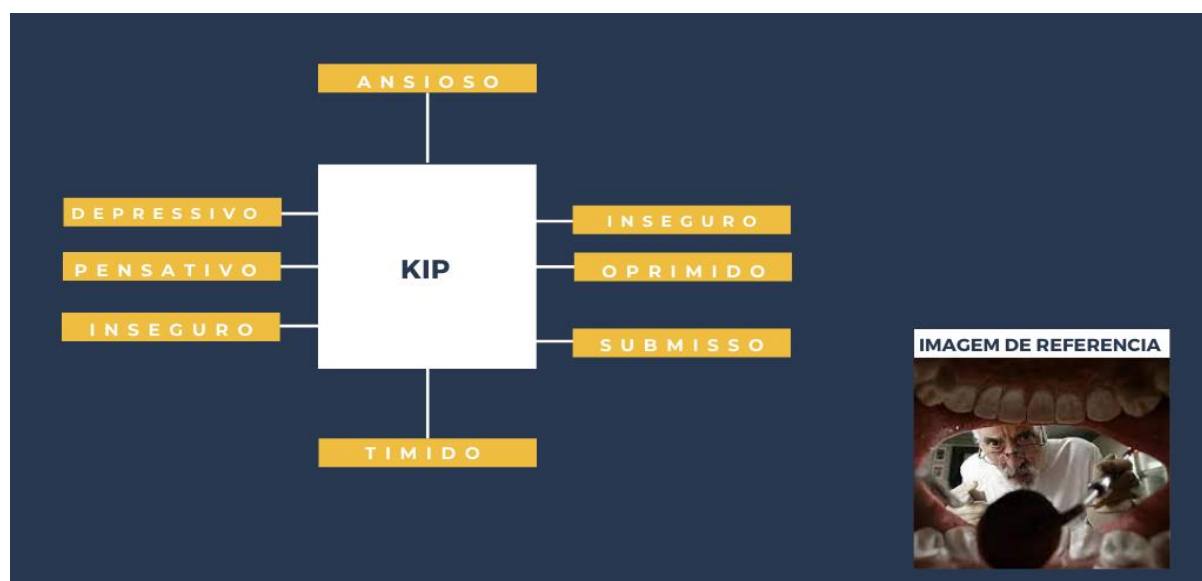 ANSIOSO
DEPRESSIVO
PENSATIVO
INSEGURO
KIP
INSEGURO
OPRIMIDO
SUBMISSO
TIMIDO
IMAGEM DE REFERENCIA